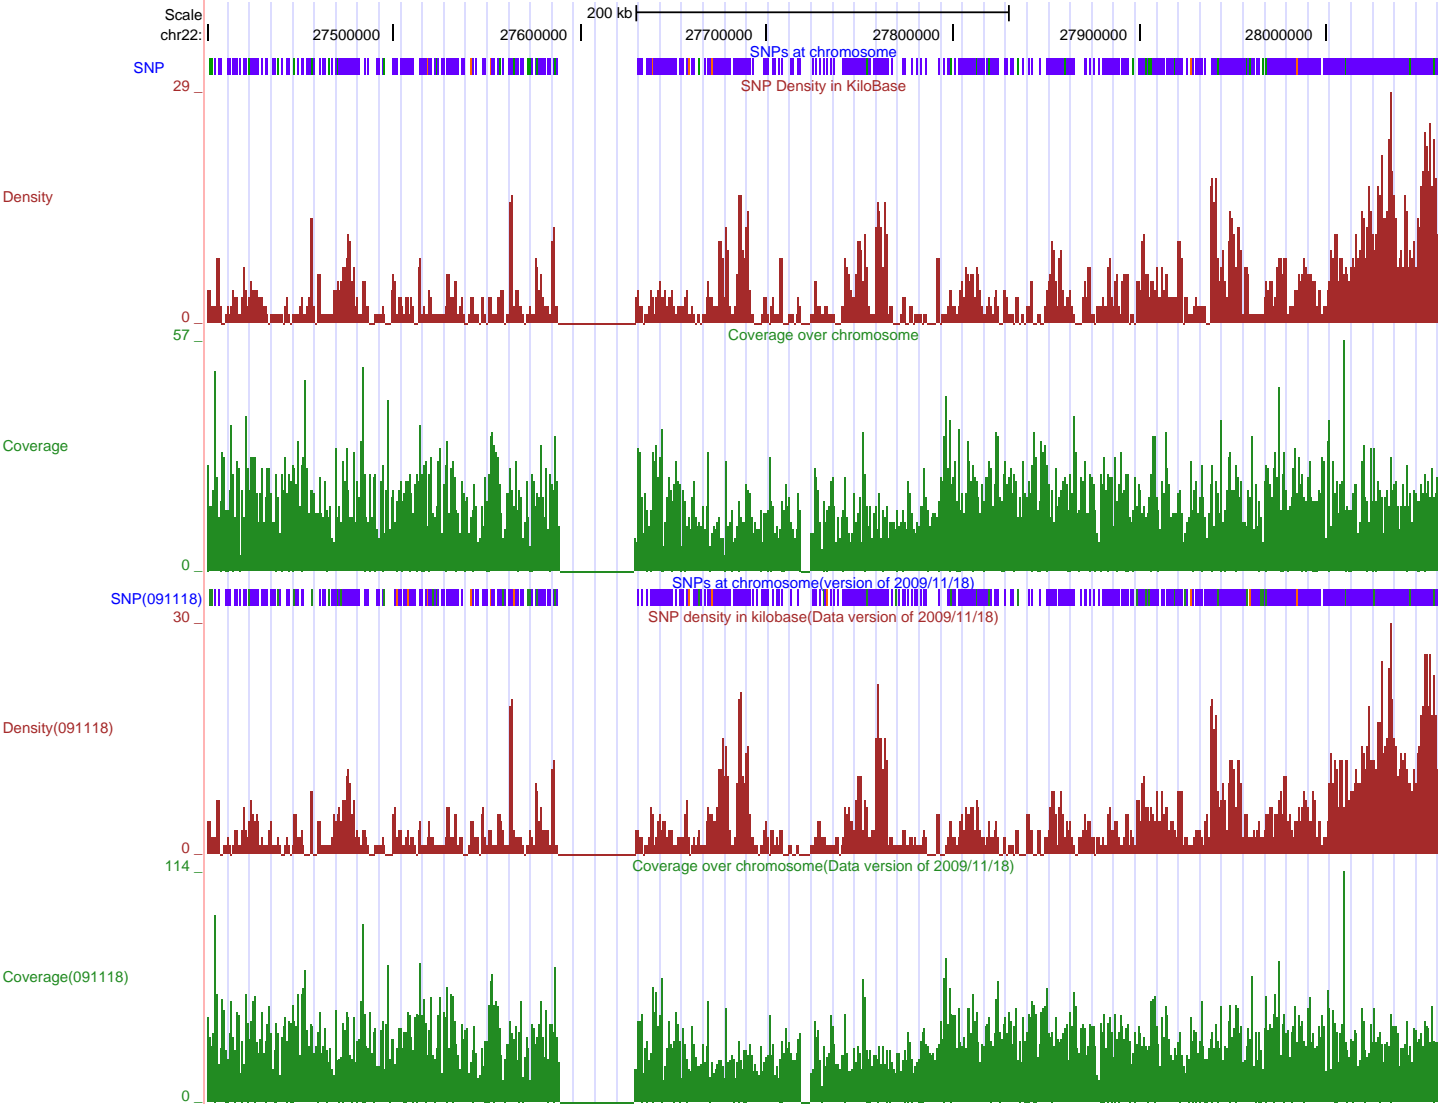 Scale 200 kb
chr22: 27500000 27600000 27700000 27800000 27900000 28000000
SNPs at chromosome
SNP
29 _ SNP Density in KiloBase
Density
0 _
57 _ Coverage over chromosome
Coverage
0 _
SNPs at chromosome(version of 2009/11/18)
SNP(091118)
30 _ SNP density in kilobase(Data version of 2009/11/18)
Density(091118)
0 _
114 _ Coverage over chromosome(Data version of 2009/11/18)
Coverage(091118)
0 _